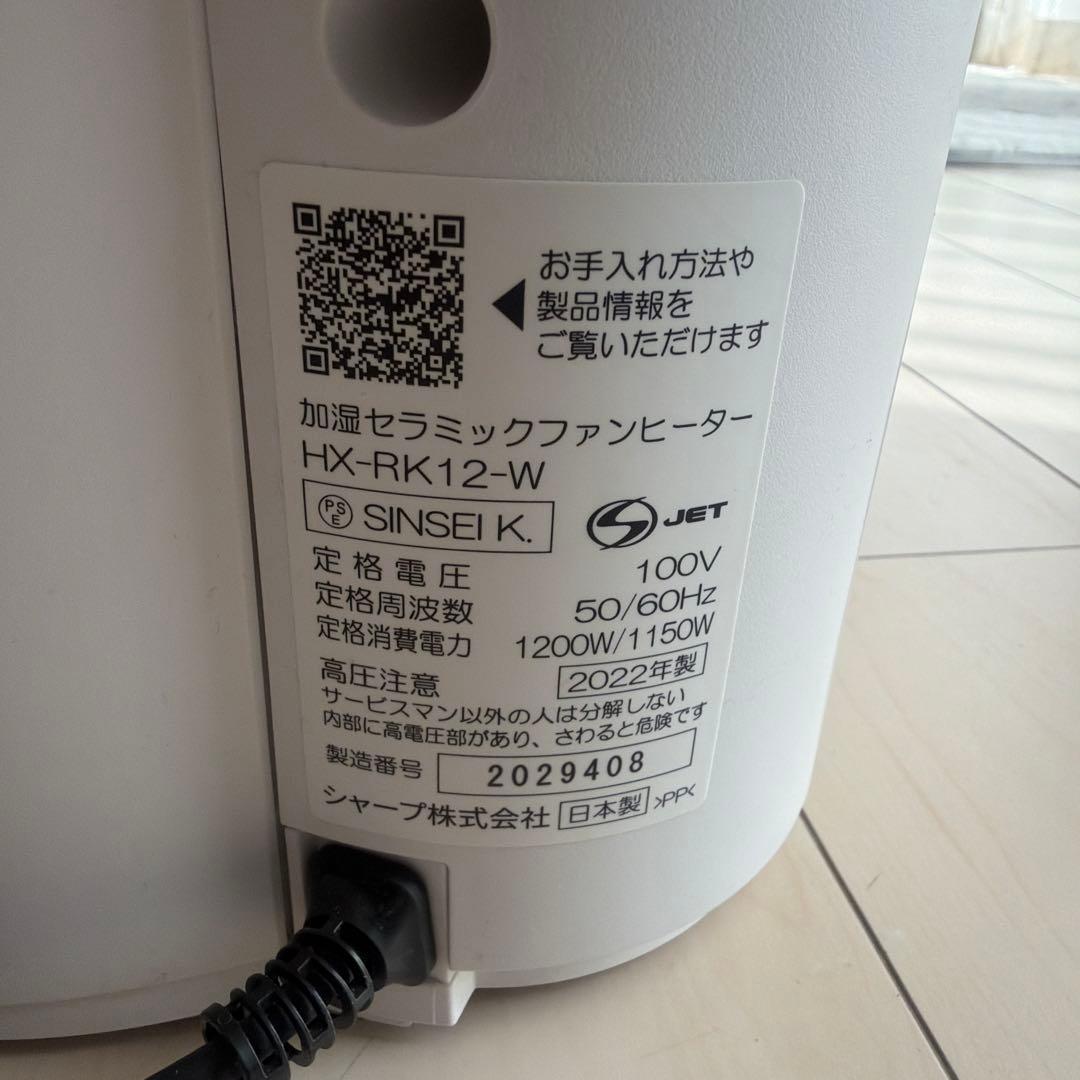 お手入れ方法や
製品情報を
ご覧いただけます
加湿セラミックファンヒーター
HX-RK12-W
PSE SINSEI K. S JET
定格電圧 100V
定格周波数 50/60Hz
定格消費電力 1200W/1150W
高圧注意 2022年製
サービスマン以外の人は分解しない
内部に高電圧部があり、さわると危険です
製造番号 2029408
シャープ株式会社 日本製 >PP<